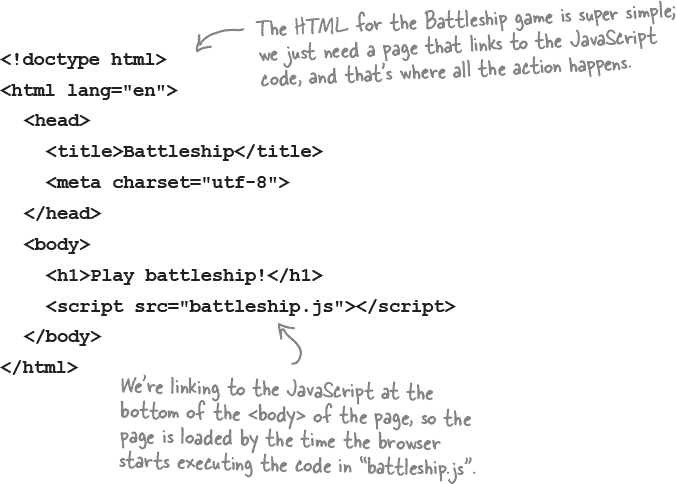 The HTML for the Battleship game is super simple;
we just need a page that links to the JavaScript
code, and that's where all the action happens.
<!doctype html>
<html lang="en">
<head>
<title>Battleship</title>
<meta charset="utf-8">
</head>
<body>
<h1>Play battleship!</h1>
<script src="battleship.js"></script>
</body>
</html>
We're linking to the JavaScript at the
bottom of the <body> of the page, so the
page is loaded by the time the browser
starts executing the code in "battleship.js".